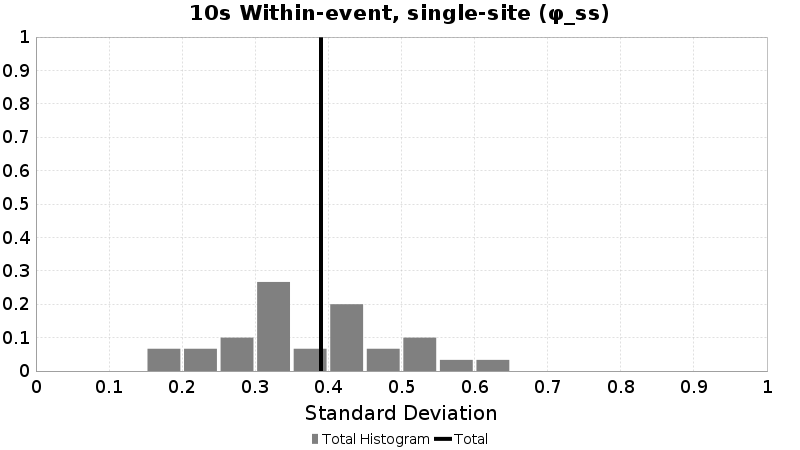 10s Within-event, single-site (φ_ss)
1
0.9
0.8
0.7
0.6
0.5
0.4
0.3
0.2
0.1
0
0 0.1 0.2 0.3 0.4 0.5 0.6 0.7 0.8 0.9 1
Standard Deviation
Total Histogram Total